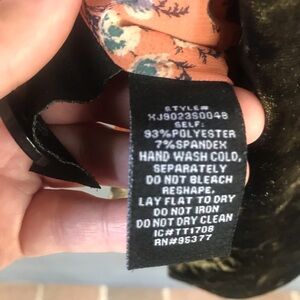 STYLE#
XJ9023S0048
SELF:
93%POLYESTER
7%SPANDEX
HAND WASH COLD,
SEPARATELY
DO NOT BLEACH
RESHAPE,
LAY FLAT TO DRY
DO NOT IRON
DO NOT DRY CLEAN
IC#TT1708
RN#95377